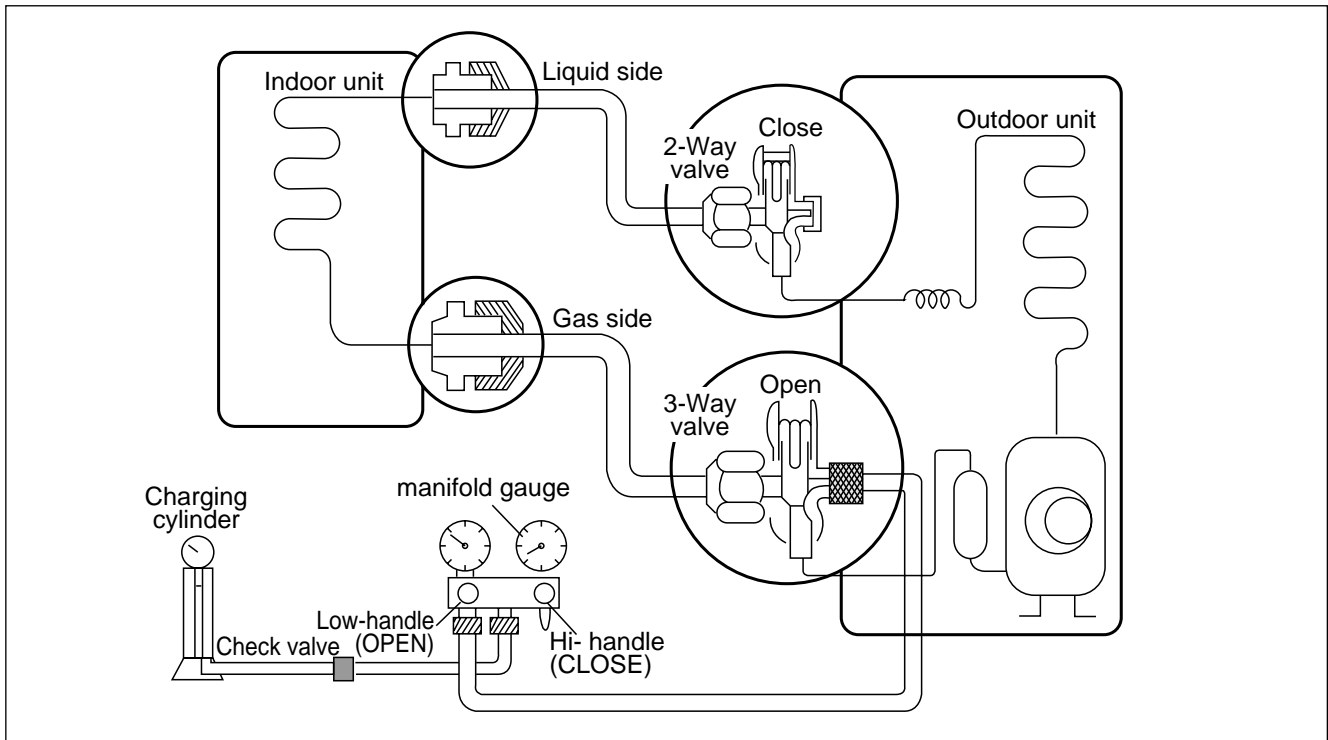 Indoor unit
Liquid side
2-Way
valve
Close
Outdoor unit
Gas side
3-Way
valve
Open
Charging
cylinder
manifold gauge
Low-handle
(OPEN)
Hi- handle
(CLOSE)
Check valve